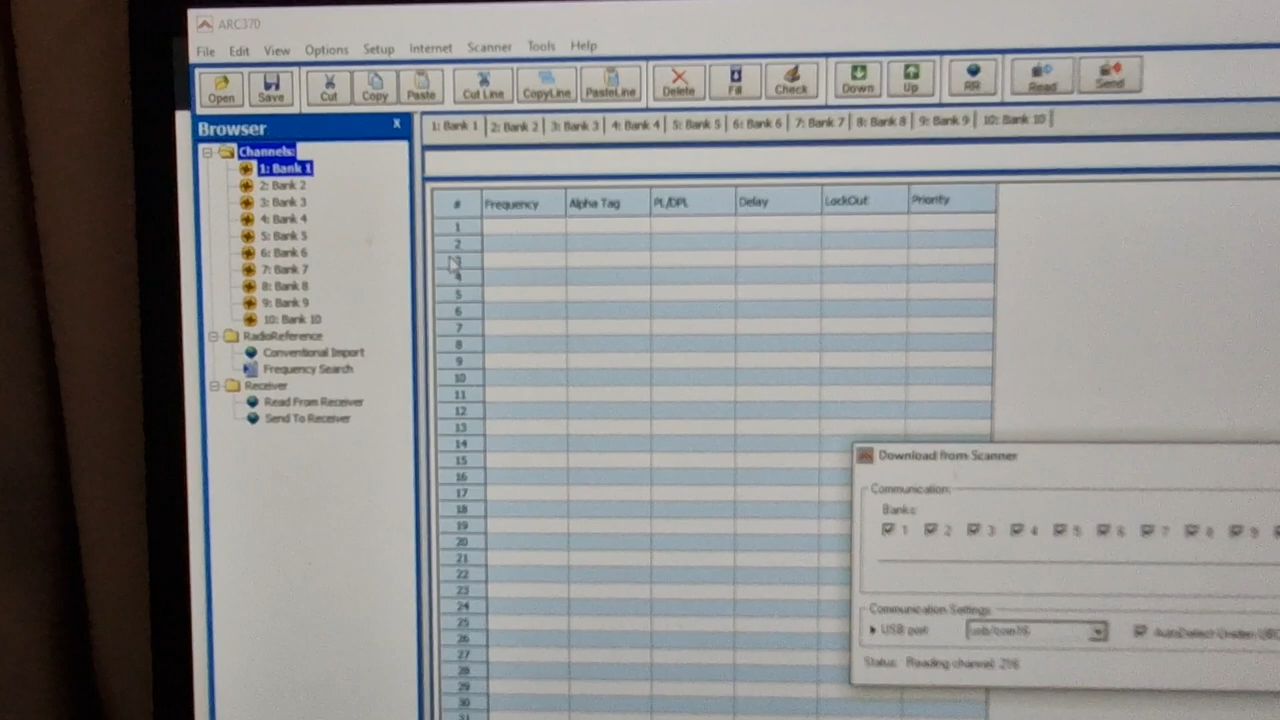 ARC370
File Edit View Options Setup Internet Scanner Tools Help
Open Save Cut Copy Paste Cut Line CopyLine PasteLine Delete Fill Check Down Up RR Read Send
Browser x
1: Bank 1 2: Bank 2 3: Bank 3 4: Bank 4 5: Bank 5 6: Bank 6 7: Bank 7 8: Bank 8 9: Bank 9 10: Bank 10
Channels:
1: Bank 1
2: Bank 2
3: Bank 3
4: Bank 4
5: Bank 5
6: Bank 6
7: Bank 7
8: Bank 8
9: Bank 9
10: Bank 10
RadioReference
Conventional Import
Frequency Search
Receiver
Read From Receiver
Send To Receiver
# Frequency Alpha Tag PL/DPL Delay LockOut Priority
1
2
3
4
5
6
7
8
9
10
11
12
13
14
15
16
17
18
19
20
21
22
23
24
25
26
27
28
29
30
31
Download from Scanner
Communication:
Banks:
1 2 3 4 5 6 7 8 9
Communication Settings
USB port:
AutoDetect Uniden
Status: Reading channel: 216